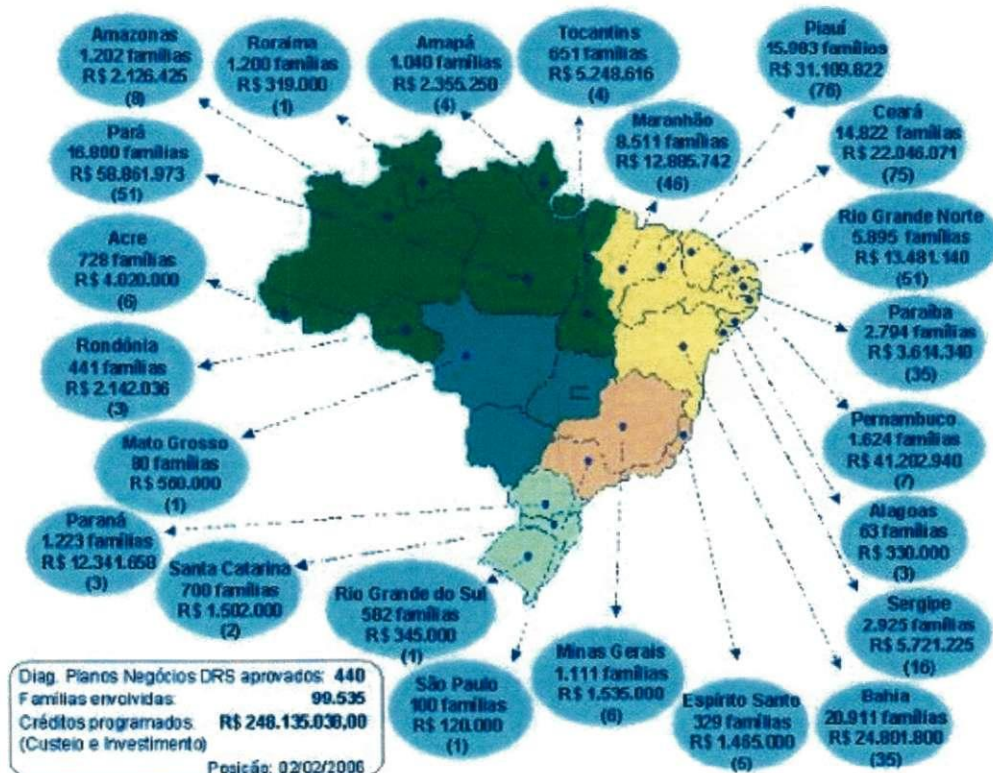 Amazonas
1.202 famílias
R$ 2.126.425
(8)
Roraima
1.200 famílias
R$ 319.000
(1)
Amapá
1.040 famílias
R$ 2.355.250
(4)
Tocantins
651 famílias
R$ 5.248.616
(4)
Piauí
15.983 famílias
R$ 31.109.822
(76)
Pará
16.800 famílias
R$ 58.861.973
(51)
Maranhão
8.511 famílias
R$ 12.885.742
(46)
Ceará
14.822 famílias
R$ 22.046.071
(75)
Acre
728 famílias
R$ 4.020.000
(6)
Rio Grande Norte
5.895 famílias
R$ 13.481.140
(51)
Rondônia
441 famílias
R$ 2.142.036
(3)
Paraíba
2.794 famílias
R$ 3.614.340
(35)
Mato Grosso
80 famílias
R$ 560.000
(1)
Pernambuco
1.624 famílias
R$ 41.202.940
(7)
Paraná
1.223 famílias
R$ 12.341.658
(3)
Santa Catarina
700 famílias
R$ 1.502.000
(2)
Rio Grande do Sul
582 famílias
R$ 345.000
(1)
Alagoas
63 famílias
R$ 330.000
(3)
Sergipe
2.925 famílias
R$ 5.721.225
(16)
São Paulo
100 famílias
R$ 120.000
(1)
Minas Gerais
1.111 famílias
R$ 1.535.000
(6)
Espírito Santo
329 famílias
R$ 1.465.000
(5)
Bahia
20.911 famílias
R$ 24.801.800
(35)
Diag. Planos Negócios DRS aprovados: 440
Famílias envolvidas: 99.535
Créditos programados: R$ 248.135.036,00
(Custeio e Investimento)
Posição: 02/02/2006